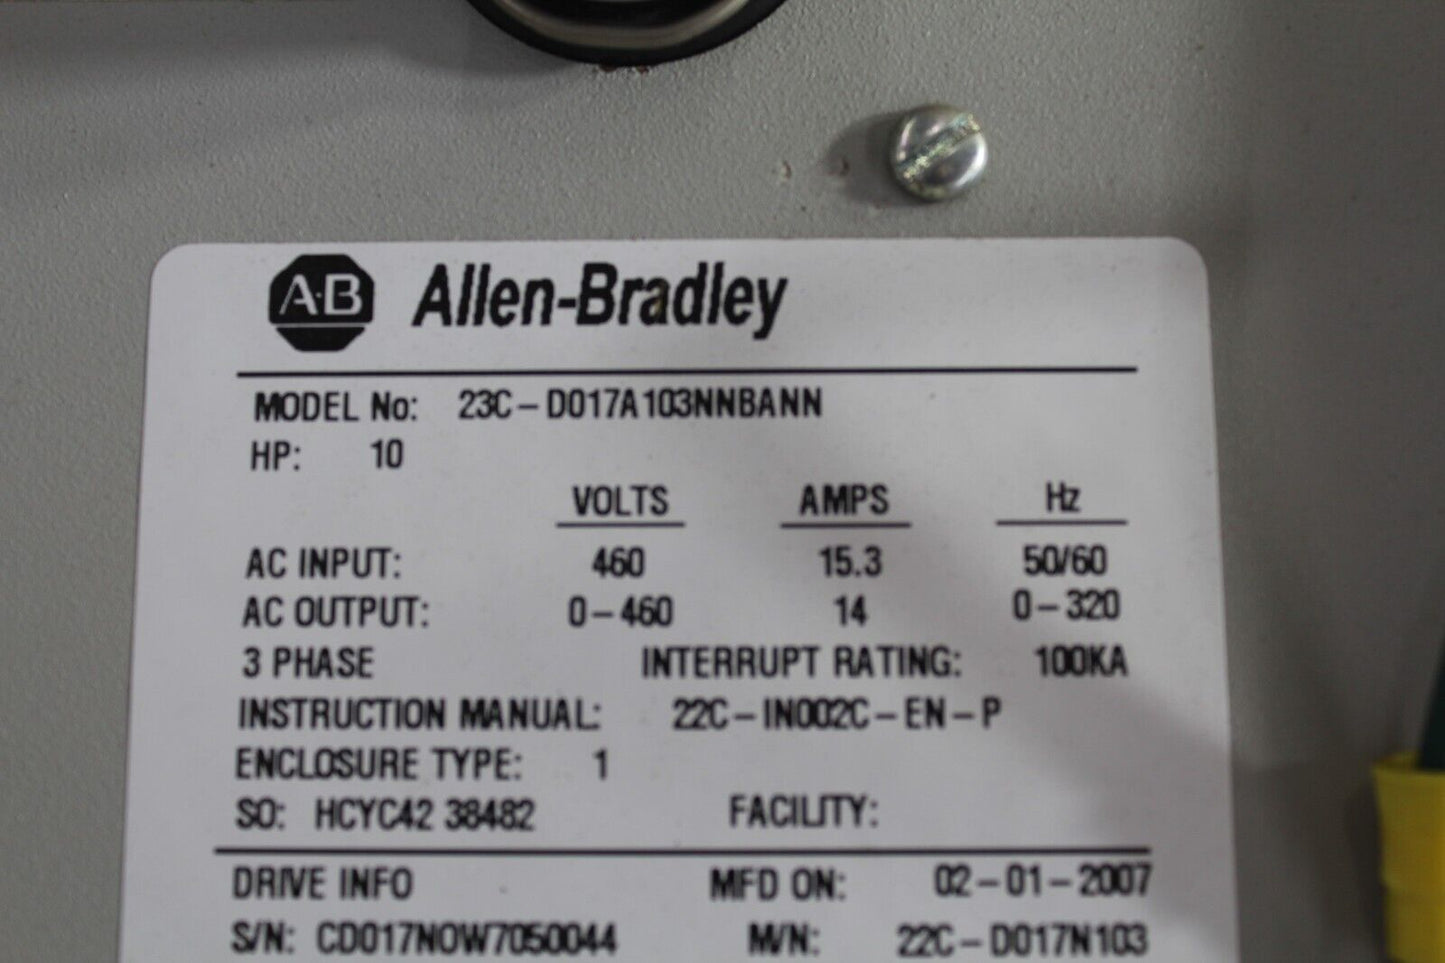 A·B Allen-Bradley
MODEL No: 23C-D017A103NNBANN
HP: 10
VOLTS AMPS Hz
AC INPUT: 460 15.3 50/60
AC OUTPUT: 0-460 14 0-320
3 PHASE INTERRUPT RATING: 100KA
INSTRUCTION MANUAL: 22C-IN002C-EN-P
ENCLOSURE TYPE: 1
SO: HCYC42 38482 FACILITY:
DRIVE INFO MFD ON: 02-01-2007
S/N: CD017N0W7050044 M/N: 22C-D017N103